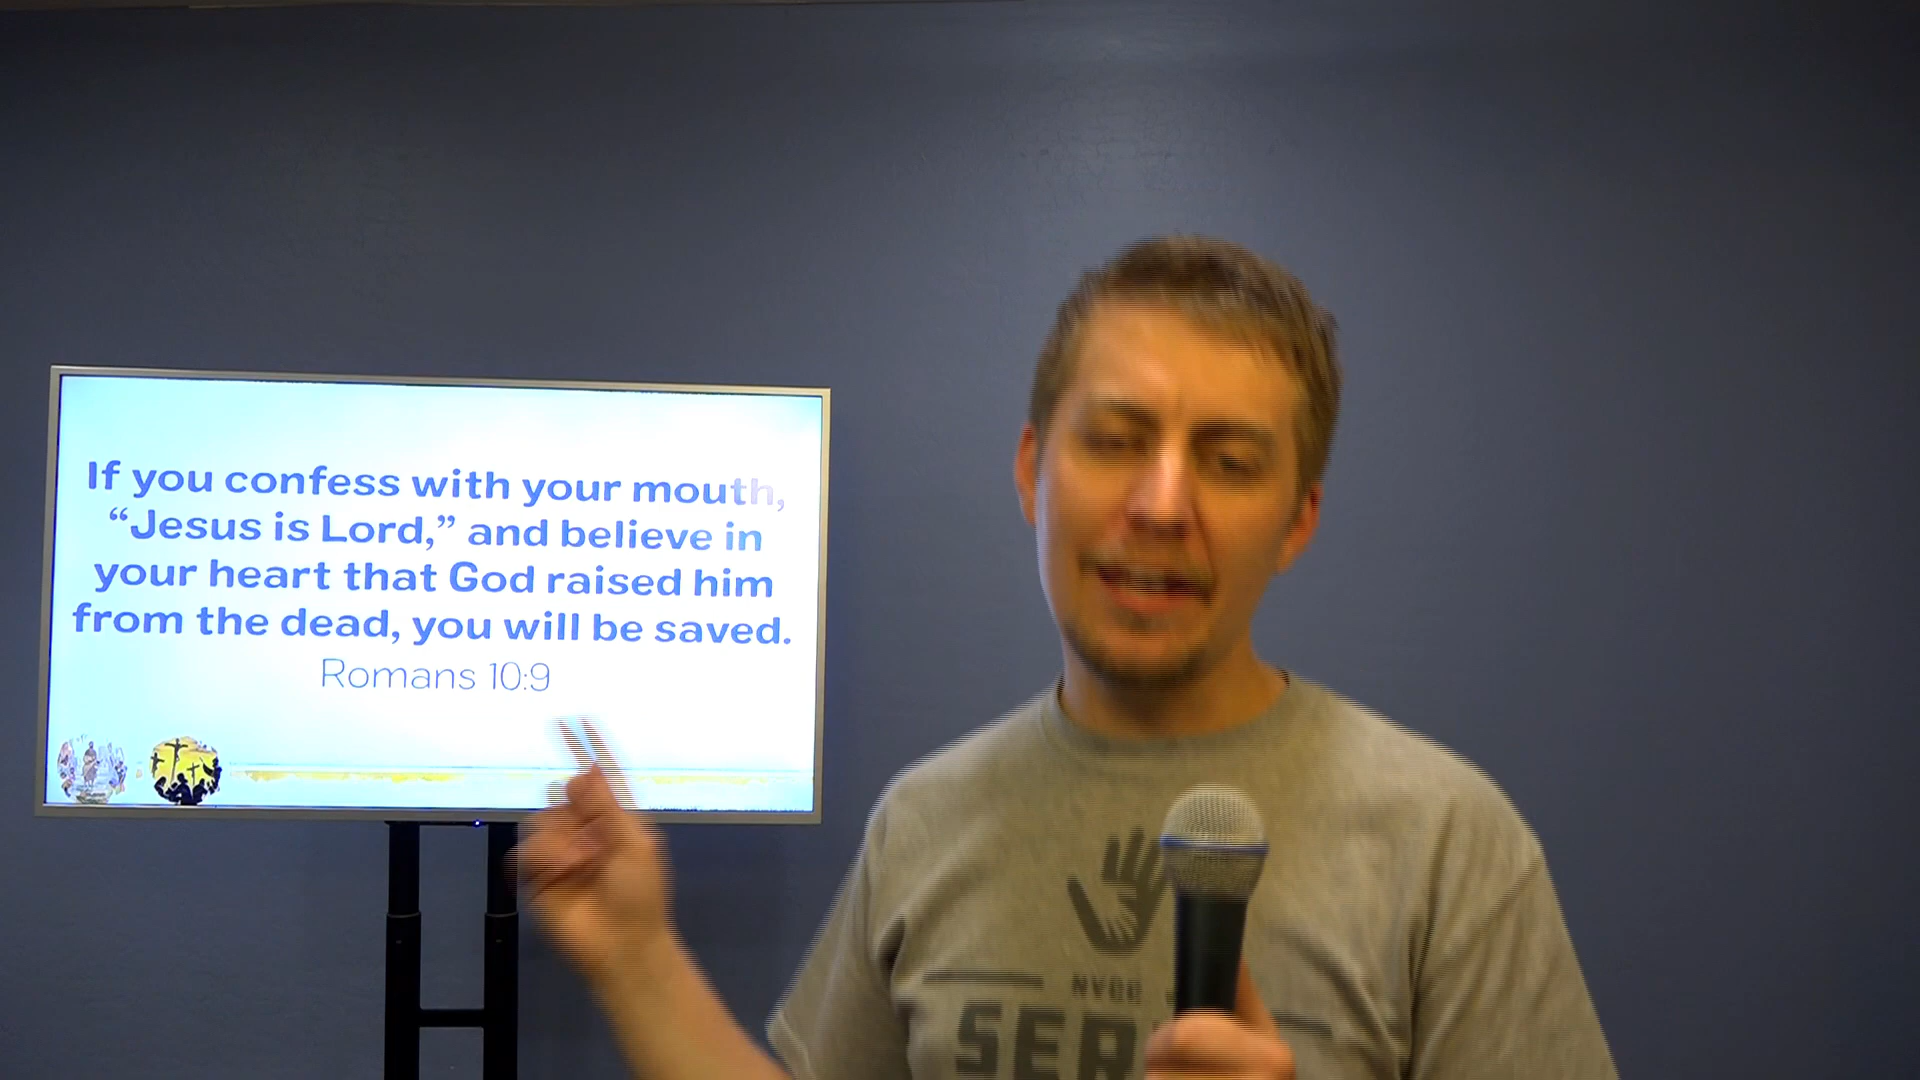 If you confess with your mouth,
“Jesus is Lord,” and believe in
your heart that God raised him
from the dead, you will be saved.
Romans 10:9
NVCC
SER